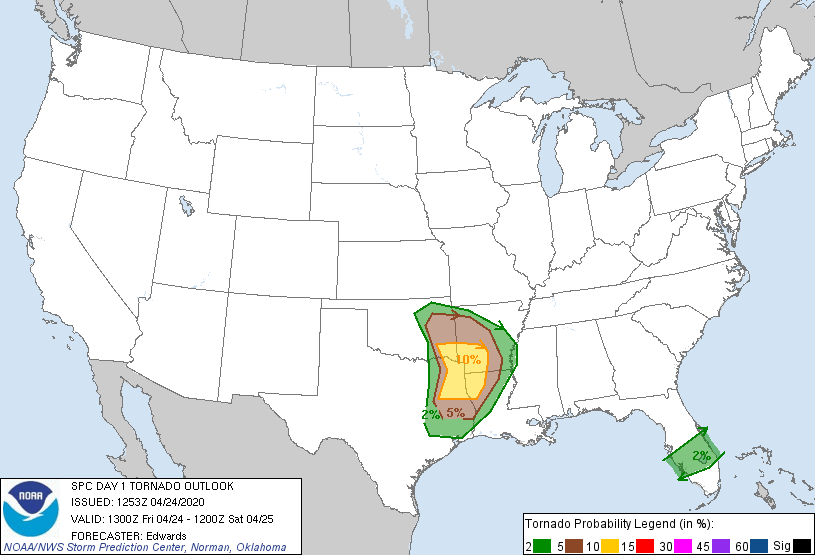 10%
2%
5%
2%
NOAA
SPC DAY 1 TORNADO OUTLOOK
ISSUED: 1253Z 04/24/2020
VALID: 1300Z Fri 04/24 - 1200Z Sat 04/25
FORECASTER: Edwards
NOAA/NWS Storm Prediction Center, Norman, Oklahoma
Tornado Probability Legend (in %):
2 5 10 15 30 45 60 Sig